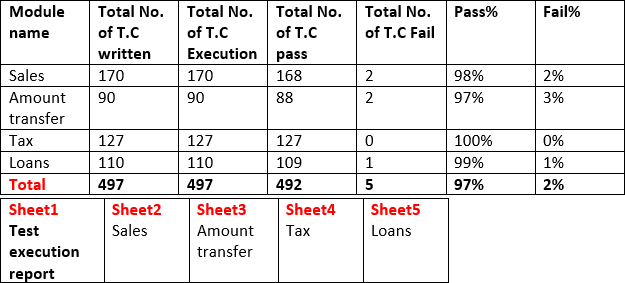 Module name Total No. of T.C written Total No. of T.C Execution Total No. of T.C pass Total No. of T.C Fail Pass% Fail%
Sales 170 170 168 2 98% 2%
Amount transfer 90 90 88 2 97% 3%
Tax 127 127 127 0 100% 0%
Loans 110 110 109 1 99% 1%
Total 497 497 492 5 97% 2%
Sheet1 Sheet2 Sheet3 Sheet4 Sheet5
Test execution report Sales Amount transfer Tax Loans